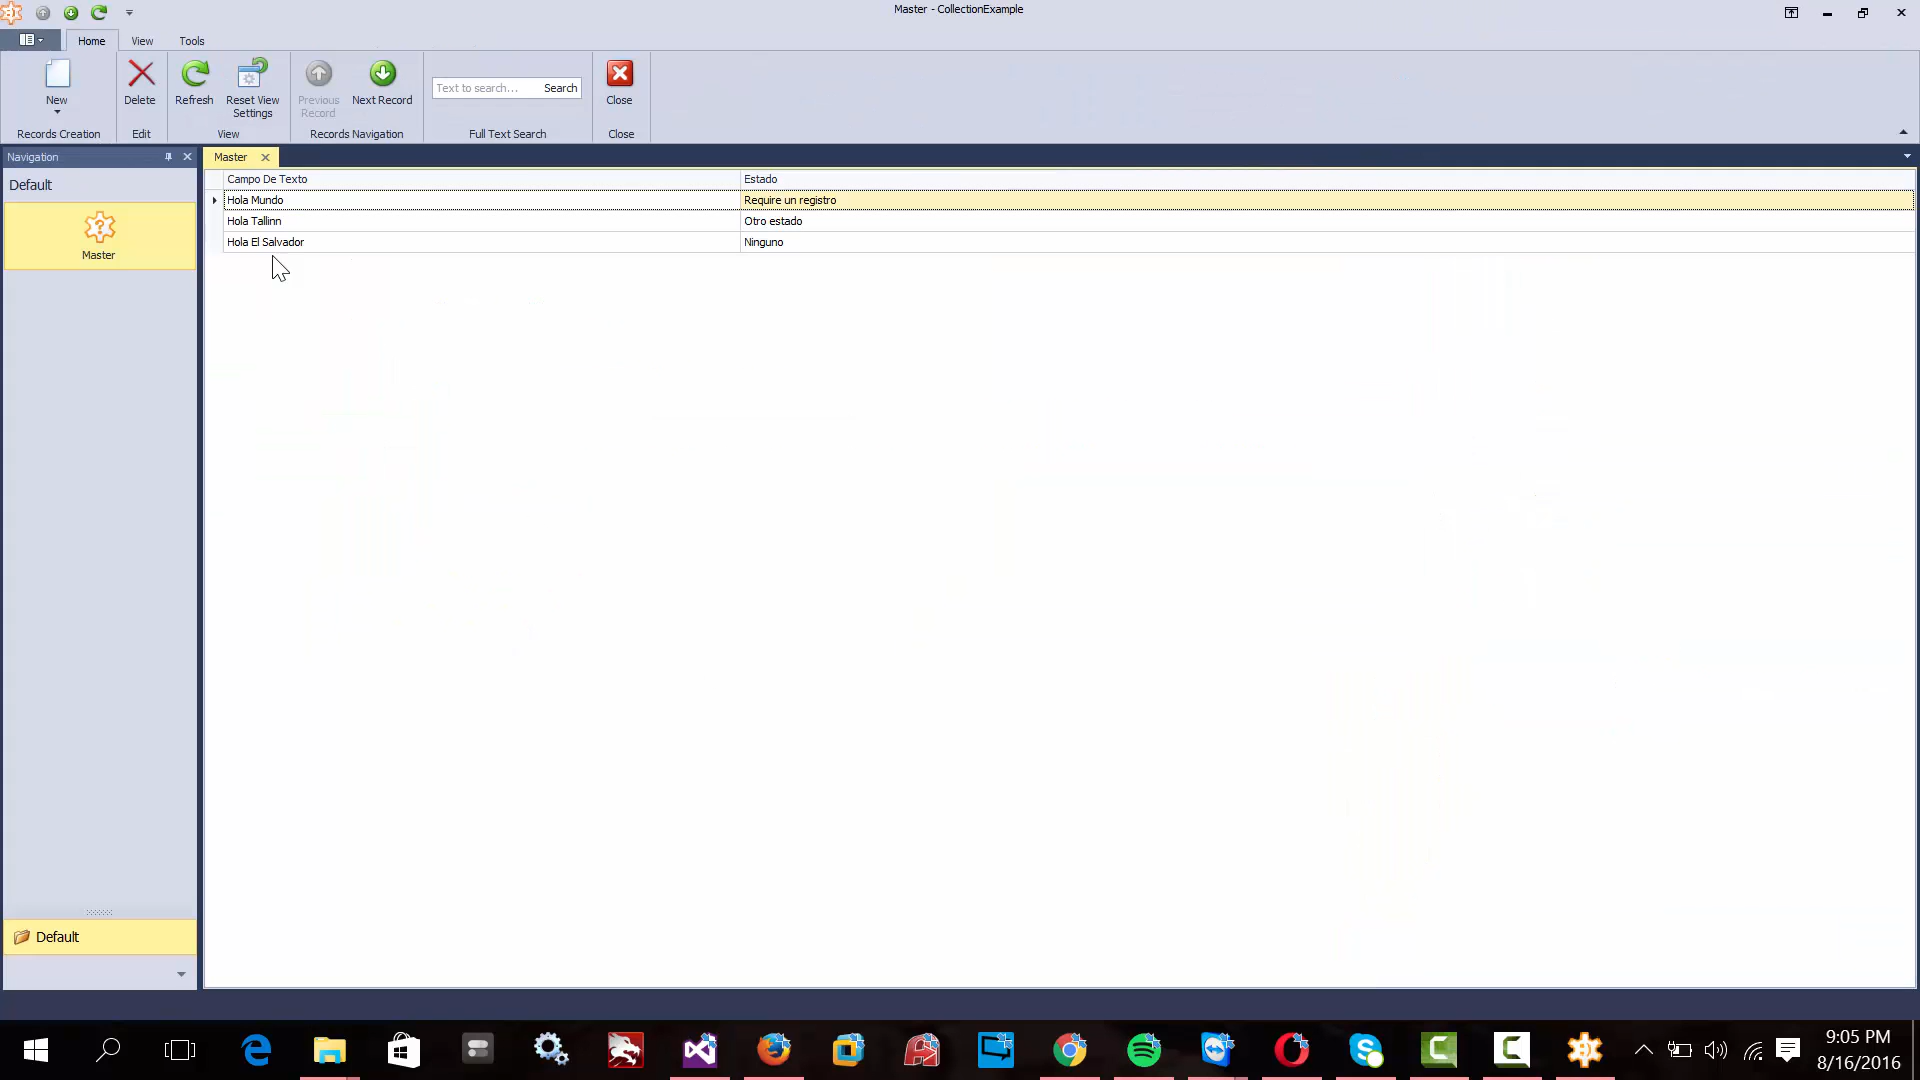 Master - CollectionExample
Home View Tools
New
Delete
Refresh
Reset View
Settings
Previous
Record
Next Record
Text to search...
Search
Close
Records Creation
Edit
View
Records Navigation
Full Text Search
Close
Navigation
Master
Default
Master
Campo De Texto Estado
Hola Mundo Require un registro
Hola Tallinn Otro estado
Hola El Salvador Ninguno
Default
9:05 PM
8/16/2016